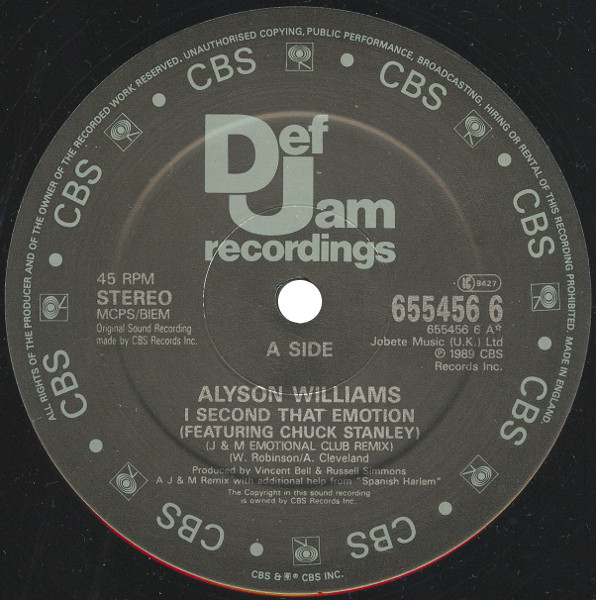 ALL RIGHTS OF THE PRODUCER AND OF THE OWNER OF THE RECORDED WORK RESERVED. UNAUTHORISED COPYING, PUBLIC PERFORMANCE, BROADCASTING, HIRING OR RENTAL OF THIS RECORDING PROHIBITED. MADE IN ENGLAND.
CBS
CBS
CBS
CBS
CBS
CBS
CBS
CBS
Def
Jam
recordings
45 RPM
STEREO
MCPS/BIEM
Original Sound Recording
made by CBS Records Inc.
LC 8427
655456 6
655456 6 A
Jobete Music (U.K.) Ltd
℗ 1989 CBS
Records Inc.
A SIDE
ALYSON WILLIAMS
I SECOND THAT EMOTION
(FEATURING CHUCK STANLEY)
(J & M EMOTIONAL CLUB REMIX)
(W. Robinson/A. Cleveland)
Produced by Vincent Bell & Russell Simmons
A J & M Remix with additional help from "Spanish Harlem"
The Copyright in this sound recording
is owned by CBS Records Inc.
CBS & ® CBS INC.